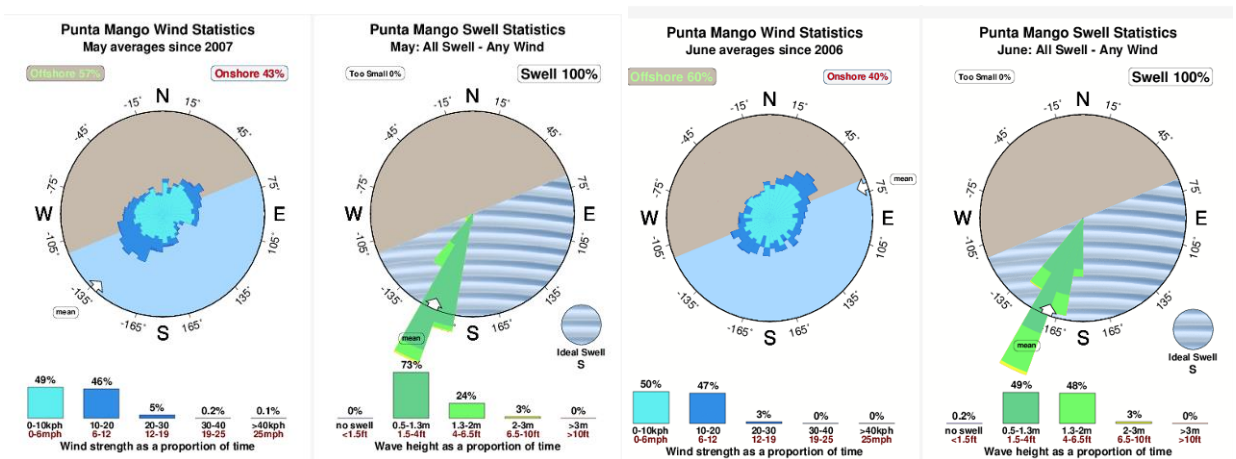 Punta Mango Wind Statistics
May averages since 2007
Offshore 57%
Onshore 43%
N
-15° 15°
-45° 45°
-75° 75°
W E
-105° 105°
-135° 135°
mean
-165° 165°
S
49% 46% 5% 0.2% 0.1%
0-10kph 10-20 20-30 30-40 >40kph
0-6mph 6-12 12-19 19-25 25mph
Wind strength as a proportion of time
Punta Mango Swell Statistics
May: All Swell - Any Wind
Too Small 0%
Swell 100%
N
-15° 15°
-45° 45°
-75° 75°
W E
-105° 105°
-135° 135°
-165° 165°
S
mean
Ideal Swell
S
0% 73% 24% 3% 0%
no swell 0.5-1.3m 1.3-2m 2-3m >3m
<1.5ft 1.5-4ft 4-6.5ft 6.5-10ft >10ft
Wave height as a proportion of time
Punta Mango Wind Statistics
June averages since 2006
Offshore 60%
Onshore 40%
N
-15° 15°
-45° 45°
mean
-75° 75°
W E
-105° 105°
-135° 135°
-165° 165°
S
50% 47% 3% 0% 0%
0-10kph 10-20 20-30 30-40 >40kph
0-6mph 6-12 12-19 19-25 25mph
Wind strength as a proportion of time
Punta Mango Swell Statistics
June: All Swell - Any Wind
Too Small 0%
Swell 100%
N
-15° 15°
-45° 45°
-75° 75°
W E
-105° 105°
-135° 135°
165°
S
mean
Ideal Swell
S
0.2% 49% 48% 3% 0%
no swell 0.5-1.3m 1.3-2m 2-3m >3m
<1.5ft 1.5-4ft 4-6.5ft 6.5-10ft >10ft
Wave height as a proportion of time